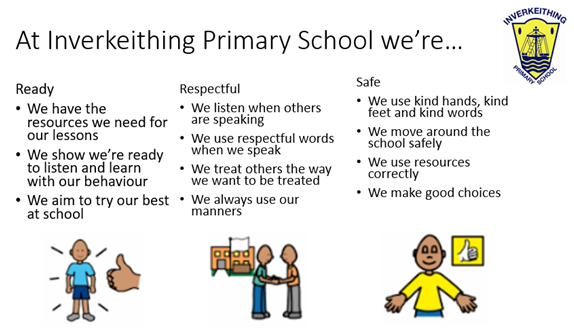 At Inverkeithing Primary School we’re…
INVERKEITHING
PRIMARY SCHOOL
Ready
• We have the
resources we need for
our lessons
• We show we’re ready
to listen and learn
with our behaviour
• We aim to try our best
at school
Respectful
• We listen when others
are speaking
• We use respectful words
when we speak
• We treat others the way
we want to be treated
• We always use our
manners
Safe
• We use kind hands, kind
feet and kind words
• We move around the
school safely
• We use resources
correctly
• We make good choices